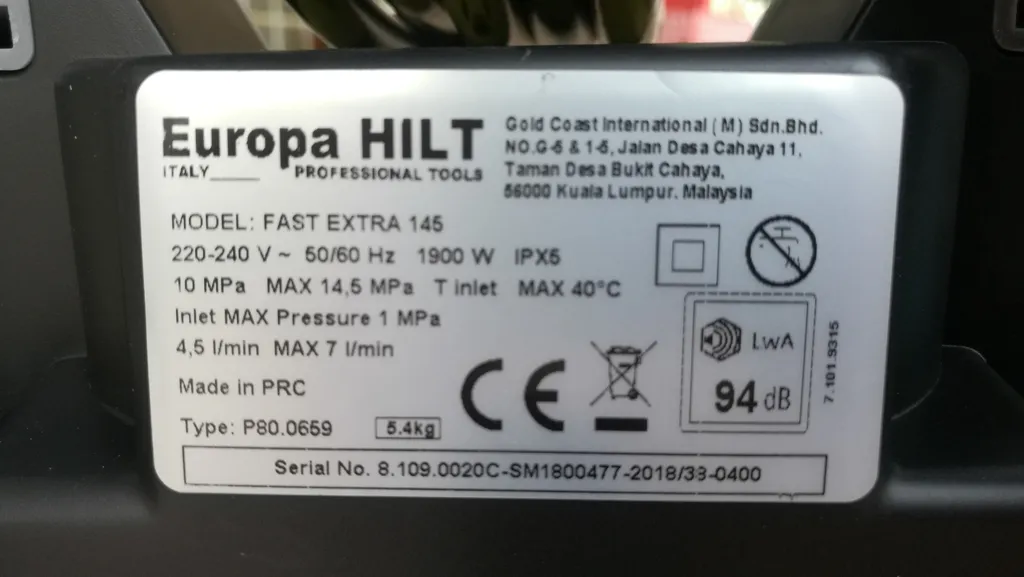 Europa HILT
ITALY____ PROFESSIONAL TOOLS
Gold Coast International ( M ) Sdn.Bhd.
NO.G-6 & 1-6, Jalan Desa Cahaya 11,
Taman Desa Bukit Cahaya,
56000 Kuala Lumpur. Malaysia
MODEL: FAST EXTRA 145
220-240 V ~ 50/60 Hz 1900 W IPX5
10 MPa MAX 14,5 MPa T inlet MAX 40°C
Inlet MAX Pressure 1 MPa
4,5 l/min MAX 7 l/min
Made in PRC
Type: P80.0659 5.4kg
CE
LWA
94 dB
7.101.9315
Serial No. 8.109.0020C-SM1800477-2018/38-0400